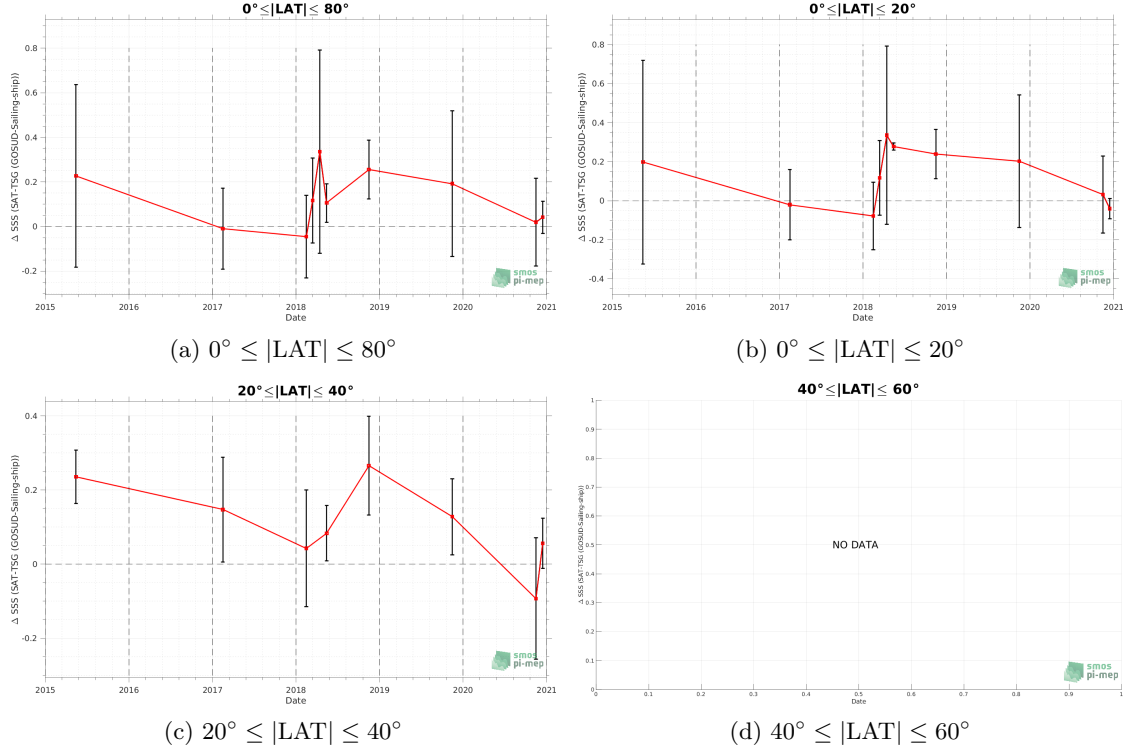 0°≤|LAT|≤ 80°
Δ SSS (SAT-TSG (GOSUD-Sailing-ship))
0.8
0.6
0.4
0.2
0
-0.2
2015 2016 2017 2018 2019 2020 2021
Date
smos
pi-mep
(a) 0° ≤ |LAT| ≤ 80°
0°≤|LAT|≤ 20°
Δ SSS (SAT-TSG (GOSUD-Sailing-ship))
0.8
0.6
0.4
0.2
0
-0.2
-0.4
2015 2016 2017 2018 2019 2020 2021
Date
smos
pi-mep
(b) 0° ≤ |LAT| ≤ 20°
20°≤|LAT|≤ 40°
Δ SSS (SAT-TSG (GOSUD-Sailing-ship))
0.4
0.2
0
-0.2
2015 2016 2017 2018 2019 2020 2021
Date
smos
pi-mep
(c) 20° ≤ |LAT| ≤ 40°
40°≤|LAT|≤ 60°
Δ SSS (SAT-TSG (GOSUD-Sailing-ship))
1
0.9
0.8
0.7
0.6
0.5
0.4
0.3
0.2
0.1
0
NO DATA
0 0.1 0.2 0.3 0.4 0.5 0.6 0.7 0.8 0.9 1
Date
smos
pi-mep
(d) 40° ≤ |LAT| ≤ 60°